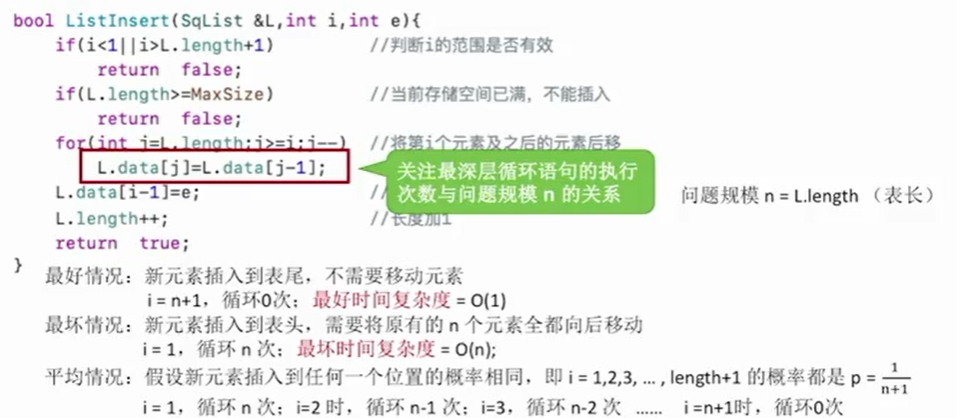 bool ListInsert(SqList &L,int i,int e){
if(i<1||i>L.length+1) //判断i的范围是否有效
return false;
if(L.length>=MaxSize) //当前存储空间已满，不能插入
return false;
for(int j=L.length;j>=i;j--) //将第i个元素及之后的元素后移
L.data[j]=L.data[j-1];
关注最深层循环语句的执行
次数与问题规模 n 的关系
L.data[i-1]=e; //
问题规模 n = L.length （表长）
L.length++; //长度加1
return true;
}
最好情况：新元素插入到表尾，不需要移动元素
i = n+1，循环0次；最好时间复杂度 = O(1)
最坏情况：新元素插入到表头，需要将原有的 n 个元素全都向后移动
i = 1，循环 n 次；最坏时间复杂度 = O(n);
平均情况：假设新元素插入到任何一个位置的概率相同，即 i = 1,2,3, … , length+1 的概率都是 p = 1/(n+1)
i = 1，循环 n 次；i=2 时，循环 n-1 次；i=3，循环 n-2 次 …… i =n+1时，循环0次